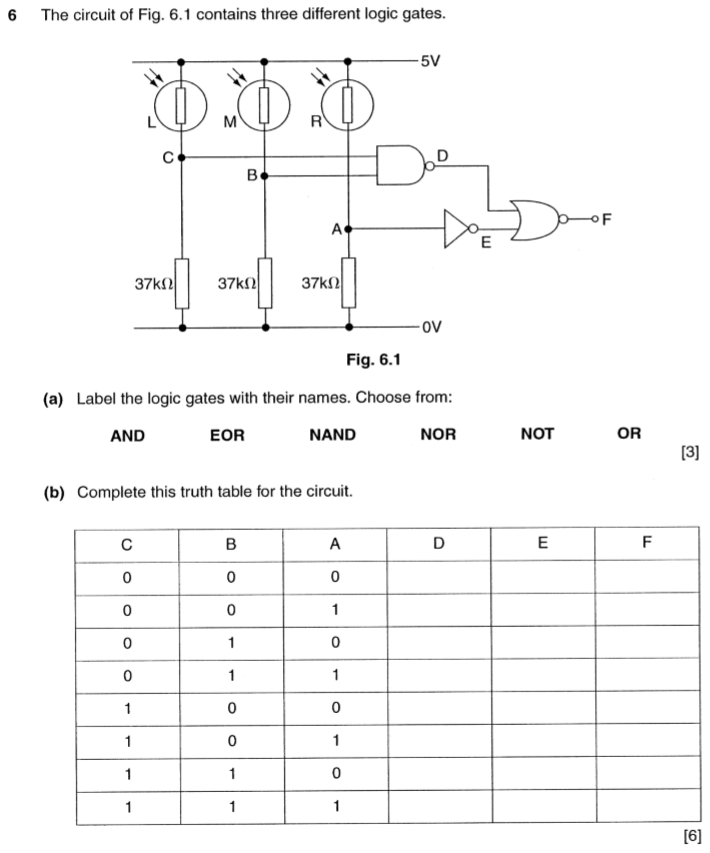 6 The circuit of Fig. 6.1 contains three different logic gates.
5V
L M R
C
D
B
F
A
E
37kΩ 37kΩ 37kΩ
0V
Fig. 6.1
(a) Label the logic gates with their names. Choose from:
AND EOR NAND NOR NOT OR
[3]
(b) Complete this truth table for the circuit.
C B A D E F
0 0 0
0 0 1
0 1 0
0 1 1
1 0 0
1 0 1
1 1 0
1 1 1
[6]